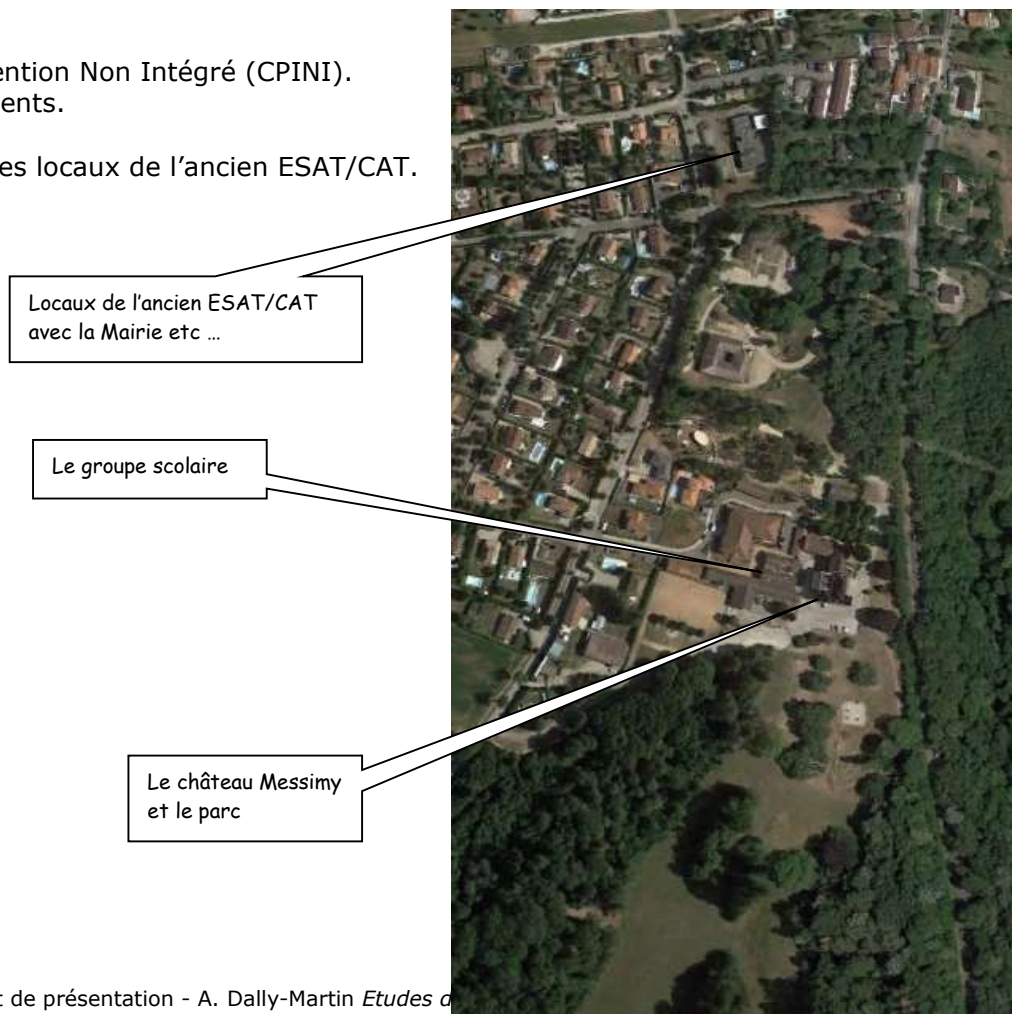 ention Non Intégré (CPINI).
ents.
es locaux de l'ancien ESAT/CAT.
Locaux de l'ancien ESAT/CAT
avec la Mairie etc …
Le groupe scolaire
Le château Messimy
et le parc
t de présentation - A. Dally-Martin Etudes d